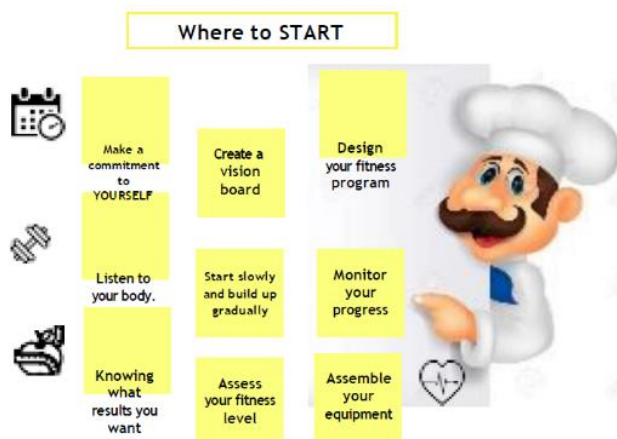 Where to START
Make a
commitment
to
YOURSELF
Create a
vision
board
Design
your fitness
program
Listen to
your body.
Start slowly
and build up
gradually
Monitor
your
progress
Knowing
what
results you
want
Assess
your fitness
level
Assemble
your
equipment